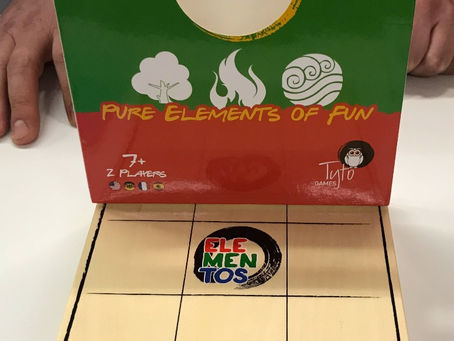 PURE ELEMENTS OF FUN
7+
2 PLAYERS
Tyto
GAMES
ELE
MEN
TOS